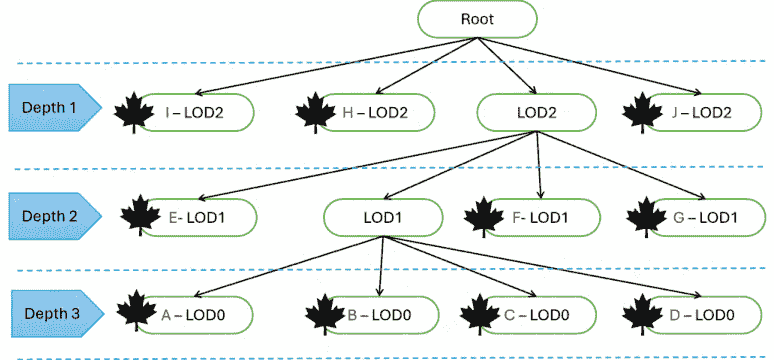 Root
Depth 1
I – LOD2
H – LOD2
LOD2
J – LOD2
Depth 2
E- LOD1
LOD1
F- LOD1
G – LOD1
Depth 3
A – LOD0
B – LOD0
C – LOD0
D – LOD0